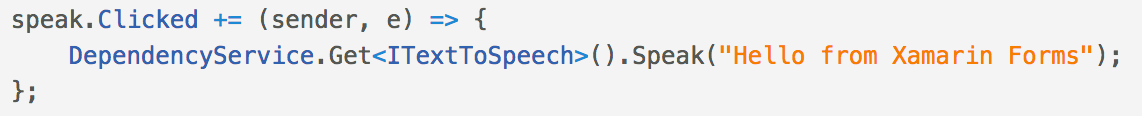 speak.Clicked += (sender, e) => {
    DependencyService.Get<ITextToSpeech>().Speak("Hello from Xamarin Forms");
};